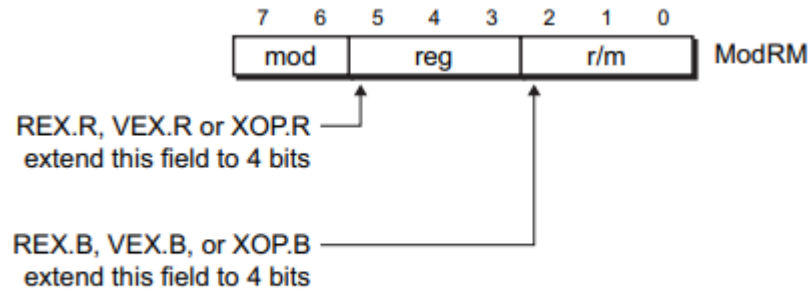 7 6 5 4 3 2 1 0
mod reg r/m ModRM
REX.R, VEX.R or XOP.R
extend this field to 4 bits
REX.B, VEX.B, or XOP.B
extend this field to 4 bits